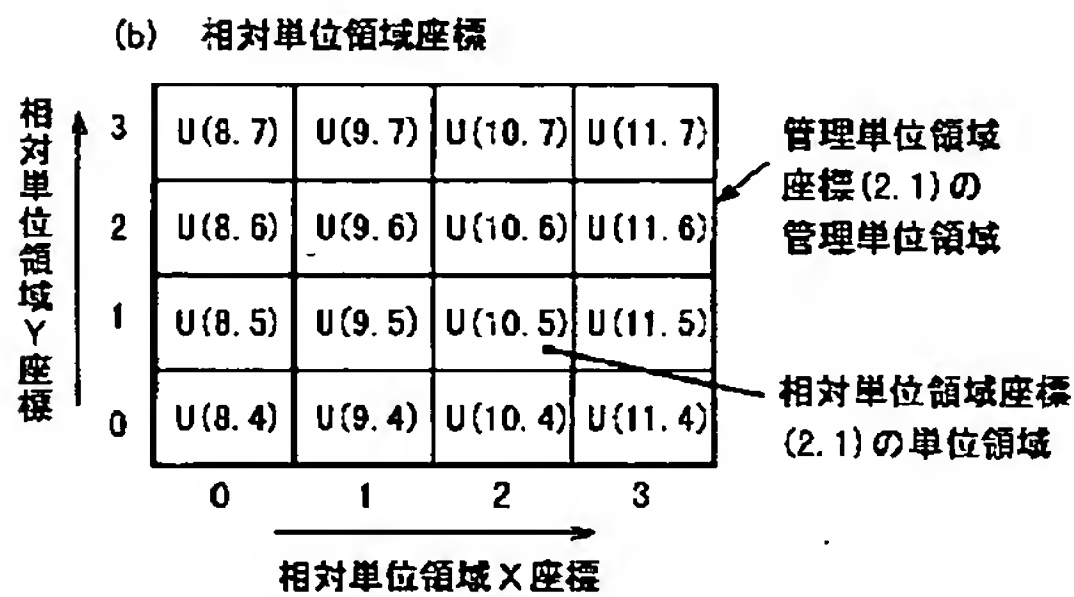 (b) 相対単位領域座標
相対単位領域Y座標
3 U(8.7) U(9.7) U(10.7) U(11.7)
2 U(8.6) U(9.6) U(10.6) U(11.6)
1 U(8.5) U(9.5) U(10.5) U(11.5)
0 U(8.4) U(9.4) U(10.4) U(11.4)
0 1 2 3
相対単位領域X座標
管理単位領域
座標(2.1)の
管理単位領域
相対単位領域座標
(2.1)の単位領域